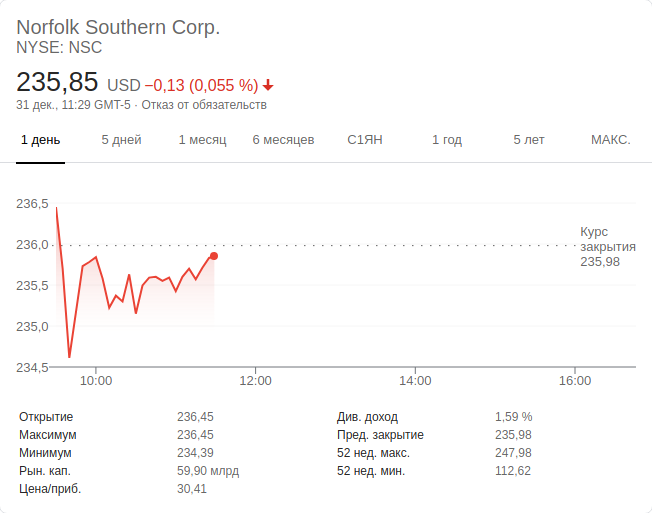 Norfolk Southern Corp.
NYSE: NSC
235,85 USD −0,13 (0,055 %)
31 дек., 11:29 GMT-5 · Отказ от обязательств
1 день 5 дней 1 месяц 6 месяцев С1ЯН 1 год 5 лет МАКС.
236,5
236,0
235,5
235,0
234,5
Курс
закрытия
235,98
10:00 12:00 14:00 16:00
Открытие 236,45 Див. доход 1,59 %
Максимум 236,45 Пред. закрытие 235,98
Минимум 234,39 52 нед. макс. 247,98
Рын. кап. 59,90 млрд 52 нед. мин. 112,62
Цена/приб. 30,41